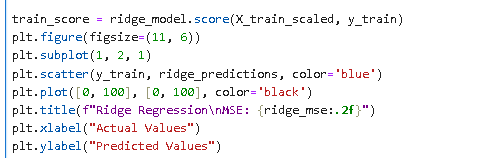 train_score = ridge_model.score(X_train_scaled, y_train)
plt.figure(figsize=(11, 6))
plt.subplot(1, 2, 1)
plt.scatter(y_train, ridge_predictions, color='blue')
plt.plot([0, 100], [0, 100], color='black')
plt.title(f"Ridge Regression\nMSE: {ridge_mse:.2f}")
plt.xlabel("Actual Values")
plt.ylabel("Predicted Values")